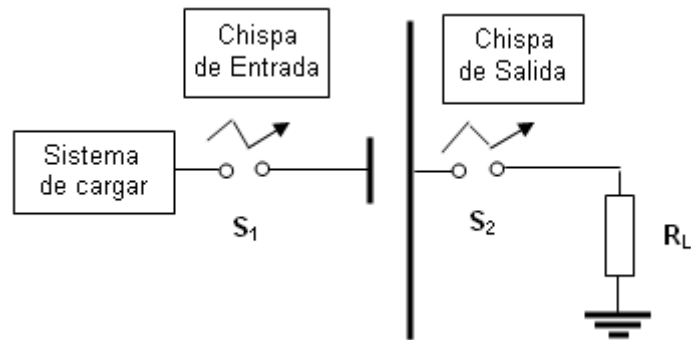 Chispa
de Entrada
Chispa
de Salida
Sistema
de cargar
S1
S2
RL